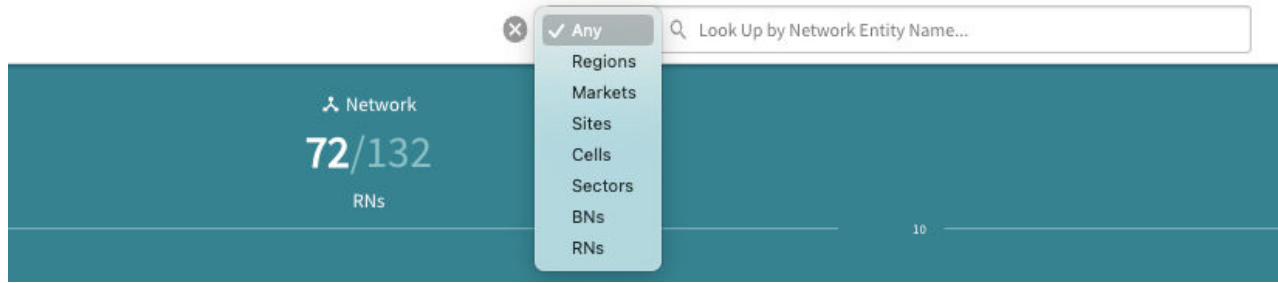 Any
Look Up by Network Entity Name...
Regions
Markets
Sites
Cells
Sectors
BNs
RNs
Network
72/132
RNs
10